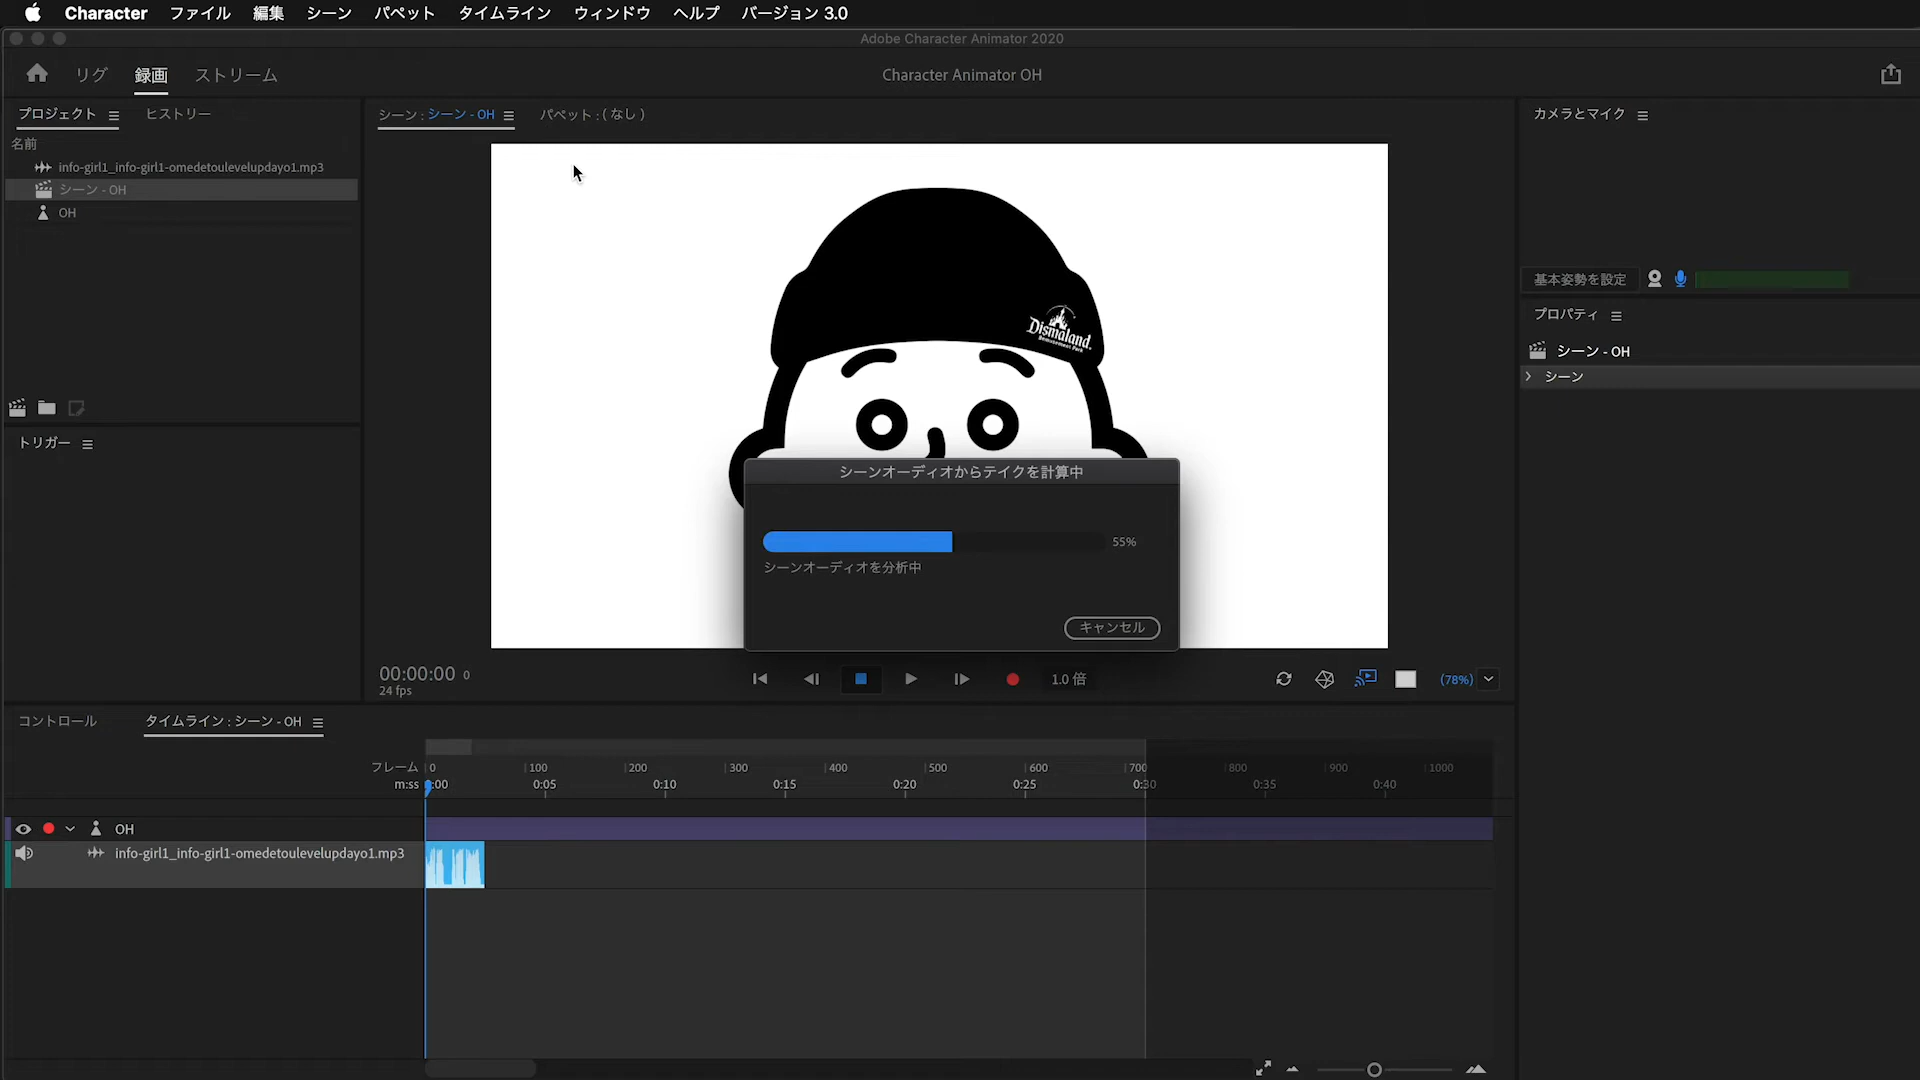 Character ファイル 編集 シーン パペット タイムライン ウィンドウ ヘルプ バージョン 3.0
Adobe Character Animator 2020
リグ 録画 ストリーム Character Animator OH
プロジェクト ヒストリー
名前
info-girl1_info-girl1-omedetoulevelupdayo1.mp3
シーン - OH
OH
トリガー
シーン : シーン - OH パペット : ( なし )
Dismaland.
Bemusement Park
シーンオーディオからテイクを計算中
55%
シーンオーディオを分析中
キャンセル
00:00:00 0
24 fps
1.0 倍
(78%)
カメラとマイク
基本姿勢を設定
プロパティ
シーン - OH
シーン
コントロール タイムライン : シーン - OH
フレーム 0 100 200 300 400 500 600 700 800 900 1000
m:ss 0:00 0:05 0:10 0:15 0:20 0:25 0:30 0:35 0:40
OH
info-girl1_info-girl1-omedetoulevelupdayo1.mp3